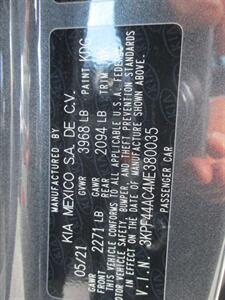 MANUFACTURED BY
KIA MEXICO S.A. DE C.V.
05/21 GVWR 3968 LB PAINT KDG
GAWR FRONT 2271 LB GAWR REAR 2094 LB TRIM
THIS VEHICLE CONFORMS TO ALL APPLICABLE U.S.A. FEDERAL
MOTOR VEHICLE SAFETY, BUMPER, AND THEFT PREVENTION STANDARDS
IN EFFECT ON THE DATE OF MANUFACTURE SHOWN ABOVE.
V.I.N. 3KPF44AC4ME380035
PASSENGER CAR